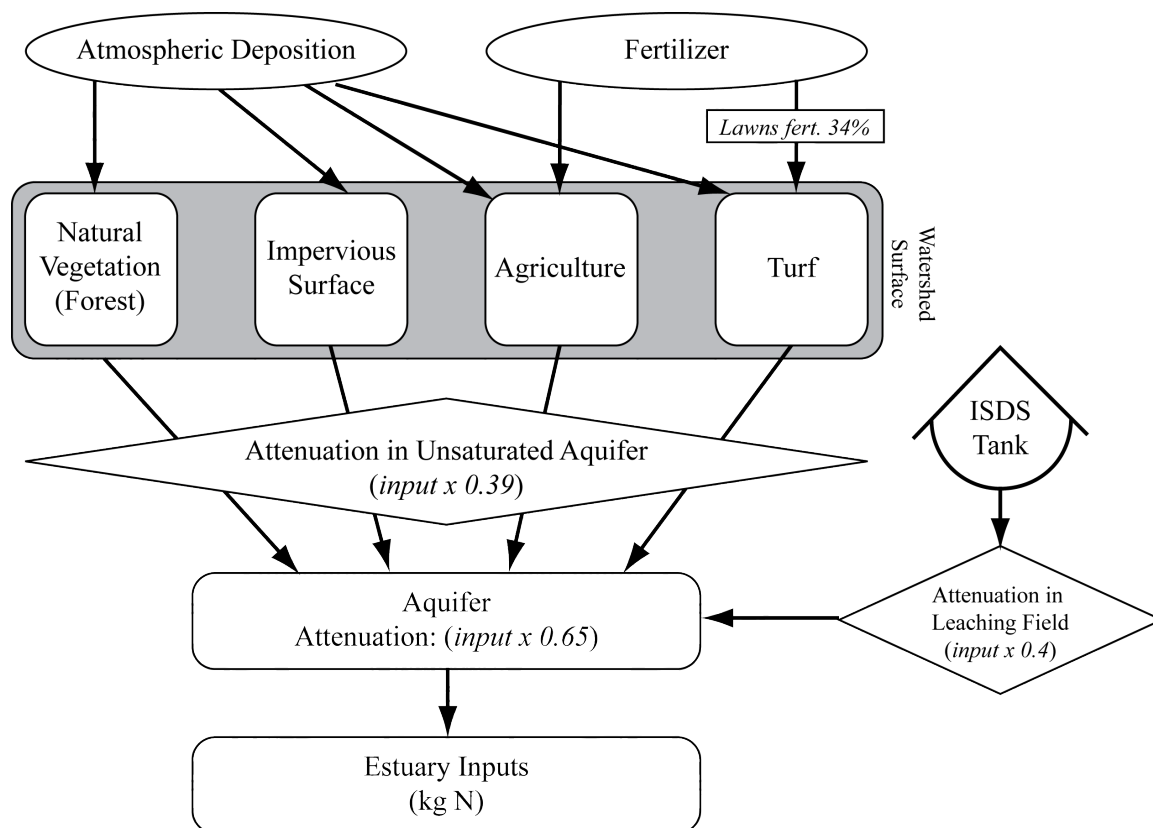 Atmospheric Deposition
Fertilizer
Lawns fert. 34%
Natural
Vegetation
(Forest)
Impervious
Surface
Agriculture
Turf
Watershed
Surface
Attenuation in Unsaturated Aquifer
(input x 0.39)
ISDS
Tank
Aquifer
Attenuation: (input x 0.65)
Attenuation in
Leaching Field
(input x 0.4)
Estuary Inputs
(kg N)